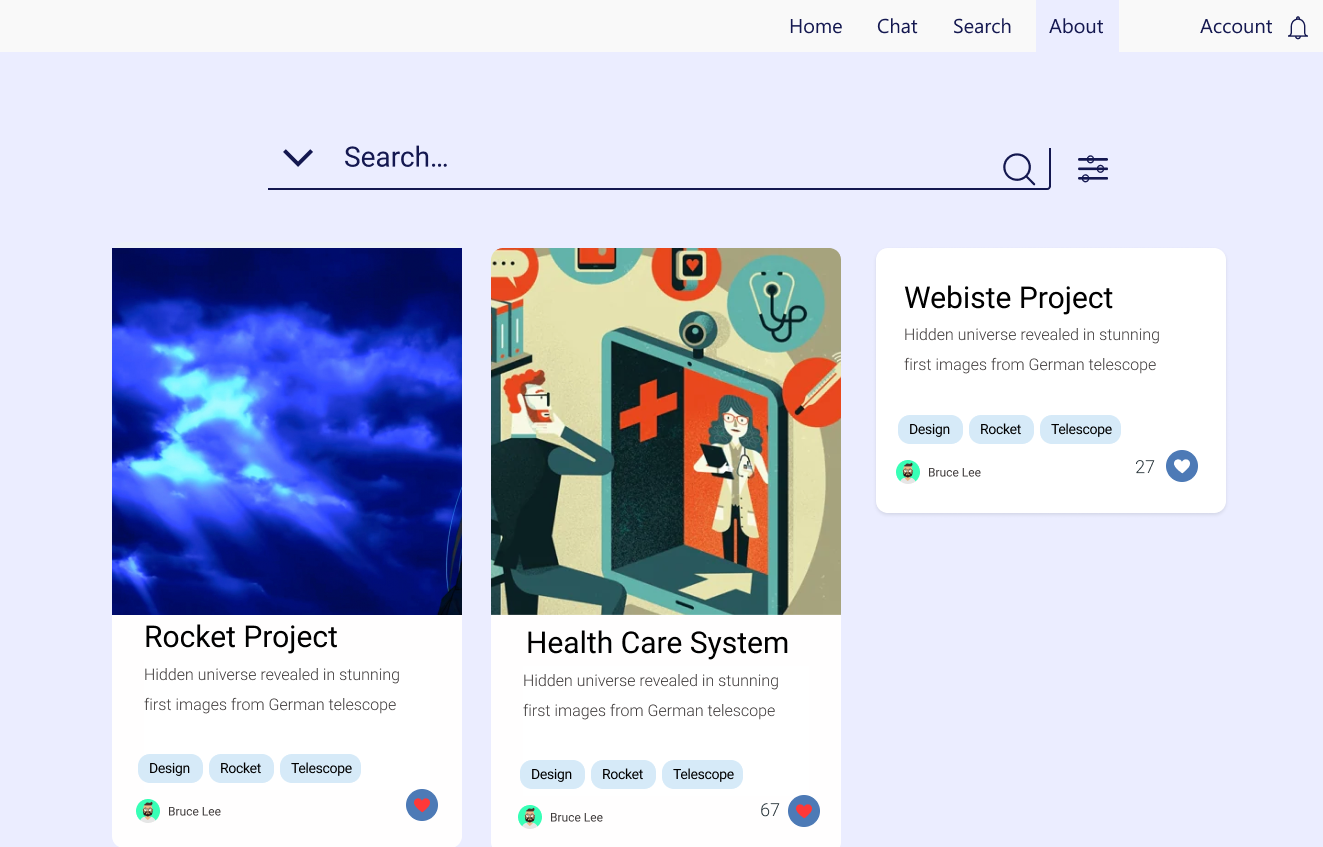 Home Chat Search About Account
Search...
Rocket Project
Hidden universe revealed in stunning
first images from German telescope
Design Rocket Telescope
Bruce Lee
Health Care System
Hidden universe revealed in stunning
first images from German telescope
Design Rocket Telescope
Bruce Lee
67
Webiste Project
Hidden universe revealed in stunning
first images from German telescope
Design Rocket Telescope
Bruce Lee
27